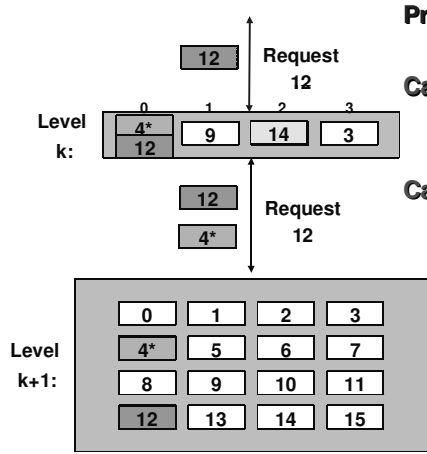 Pr
12
Request
12
Ca
0 1 2 3
Level
k:
4*
12
9 14 3
Ca
12
4*
Request
12
Level
k+1:
0 1 2 3
4* 5 6 7
8 9 10 11
12 13 14 15